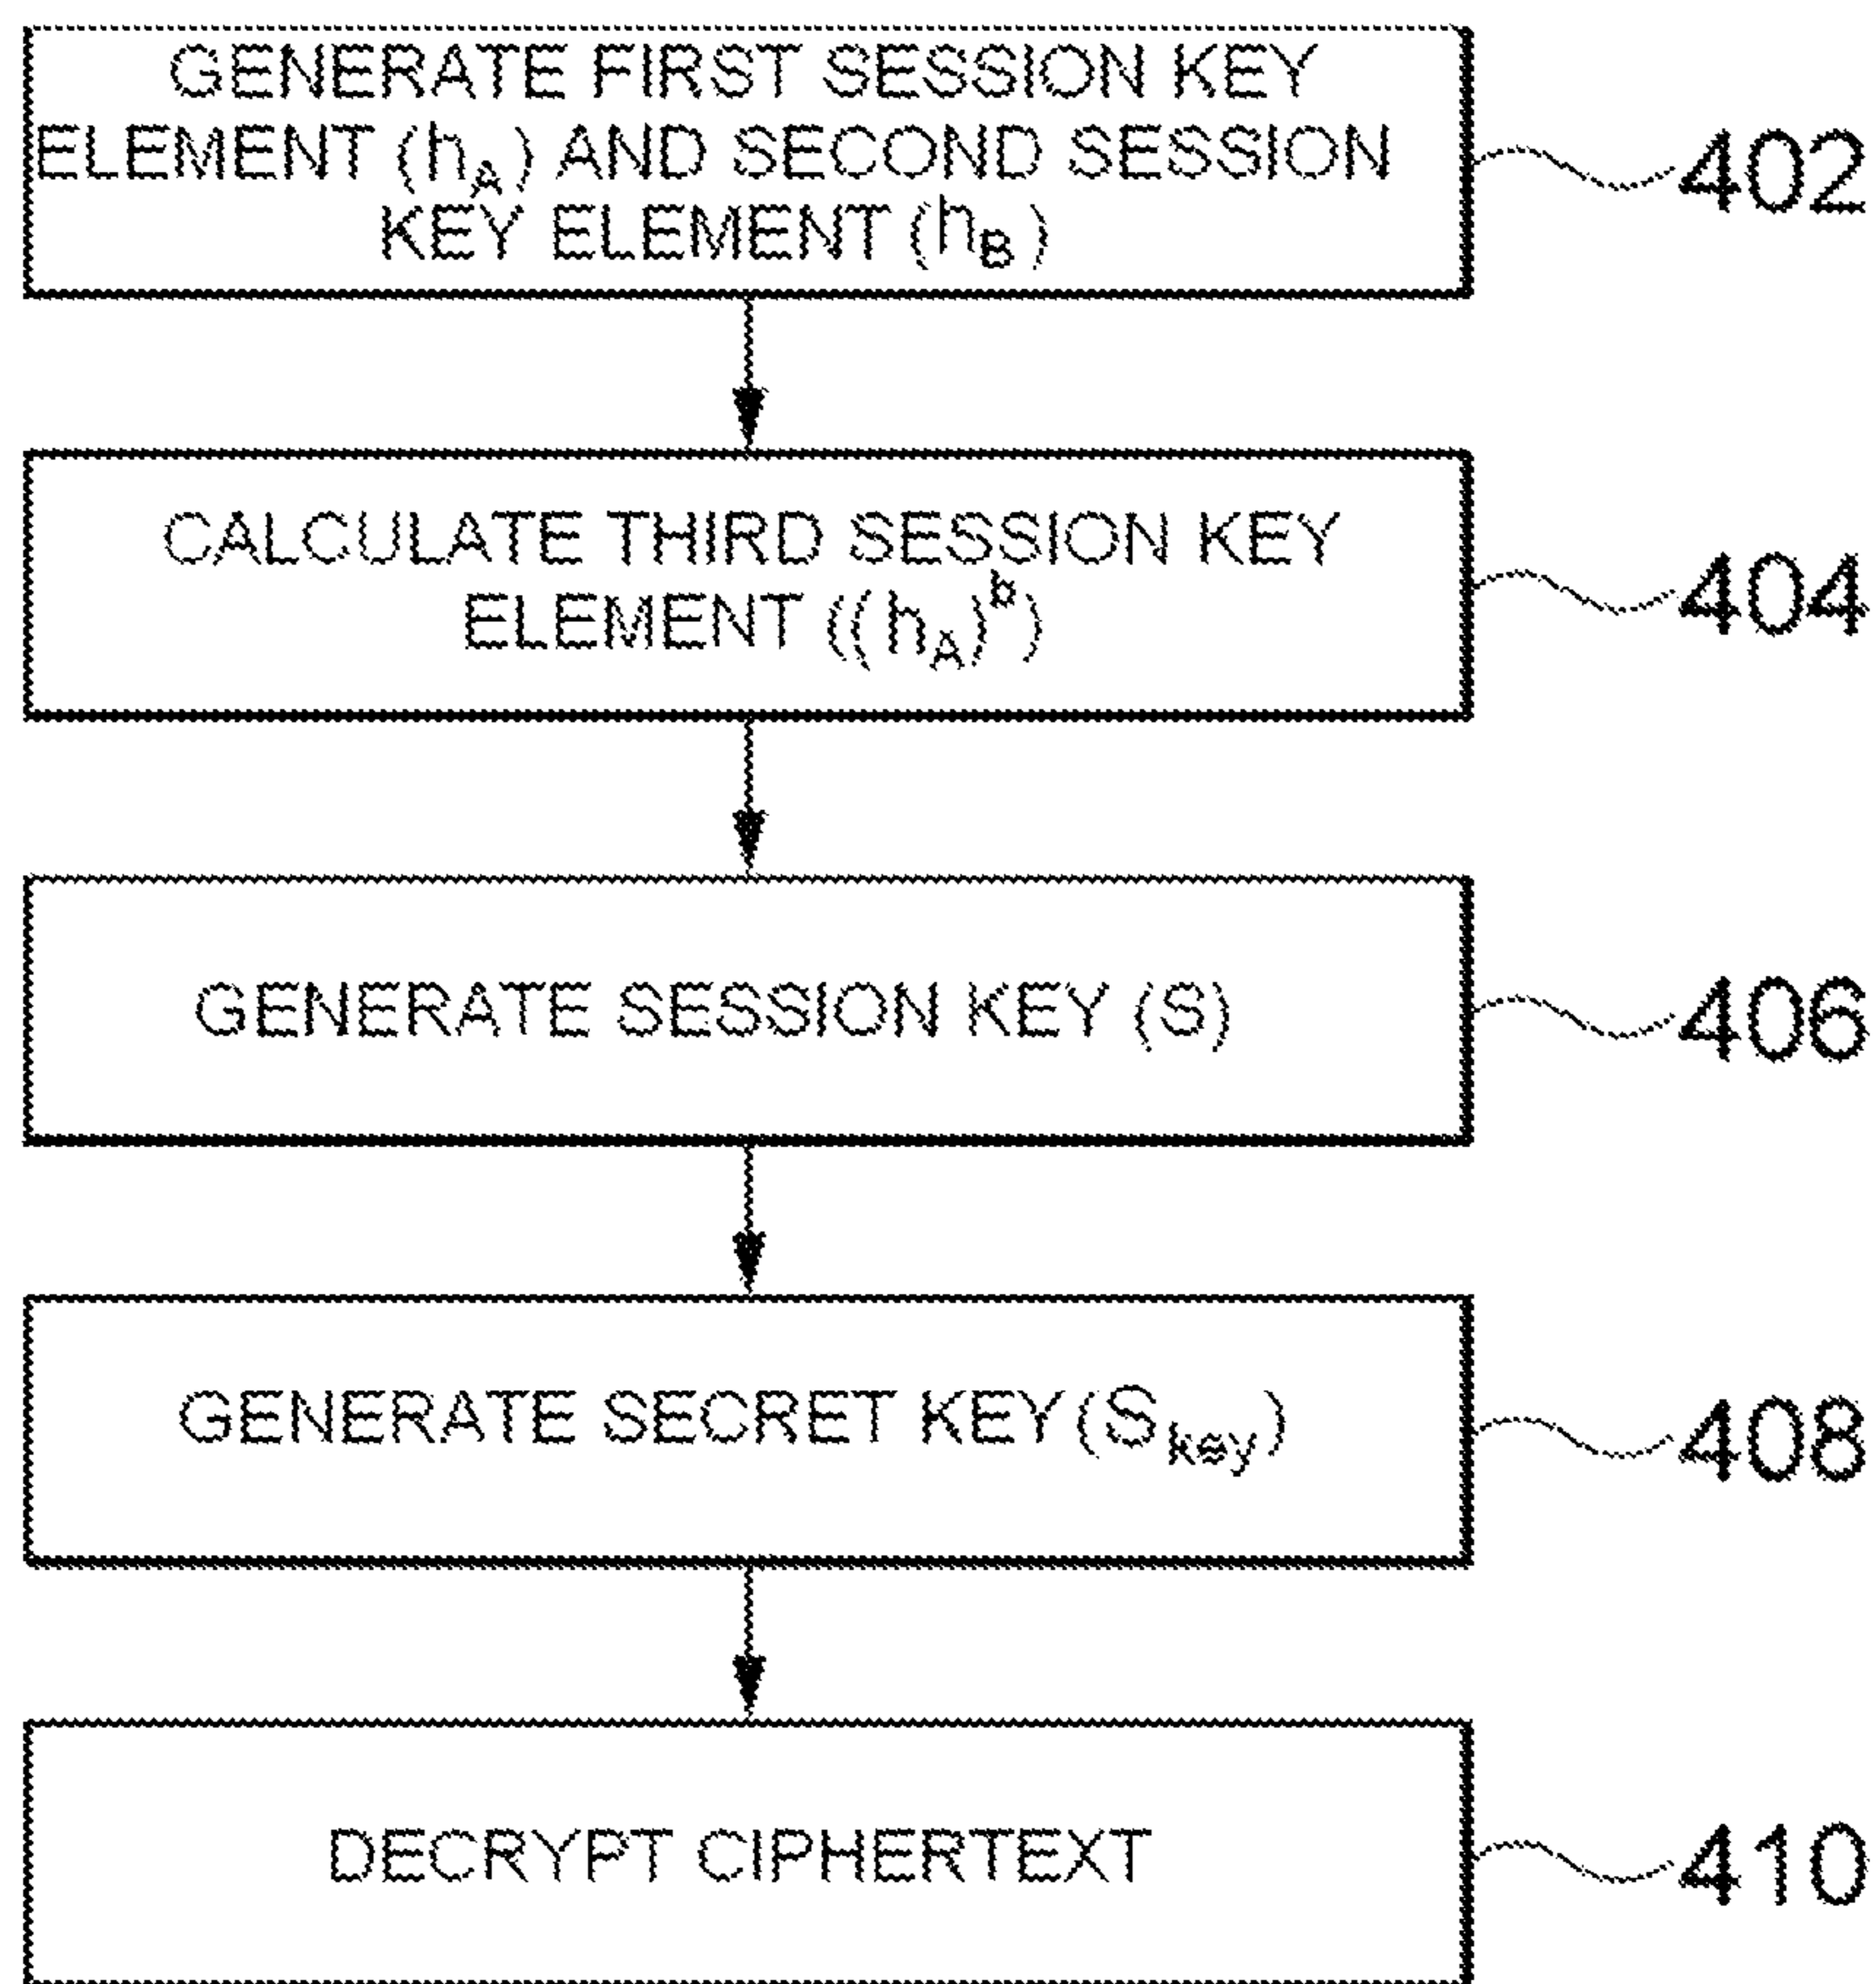 GENERATE FIRST SESSION KEY
ELEMENT (hA) AND SECOND SESSION
KEY ELEMENT (hB)
402
CALCULATE THIRD SESSION KEY
ELEMENT ((hA)b)
404
GENERATE SESSION KEY (S)
406
GENERATE SECRET KEY(Skey)
408
DECRYPT CIPHERTEXT
410